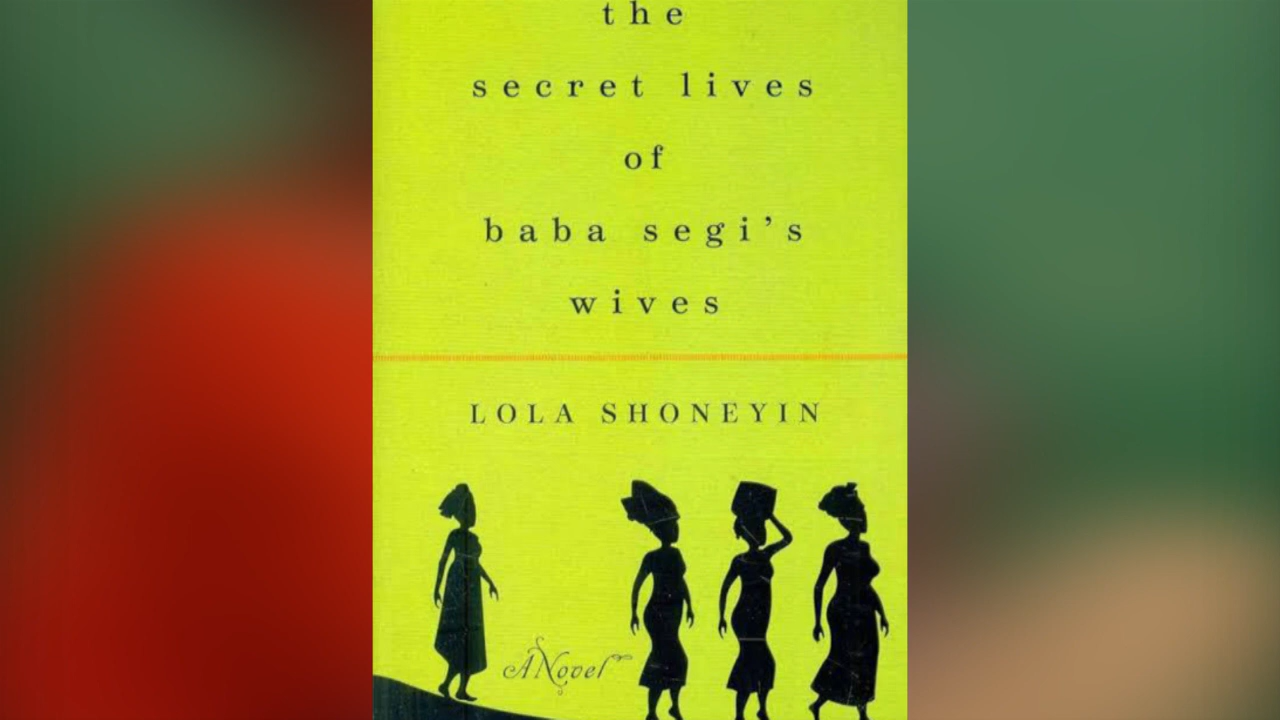 the
secret lives
of
baba segi’s
wives
LOLA SHONEYIN
A Novel